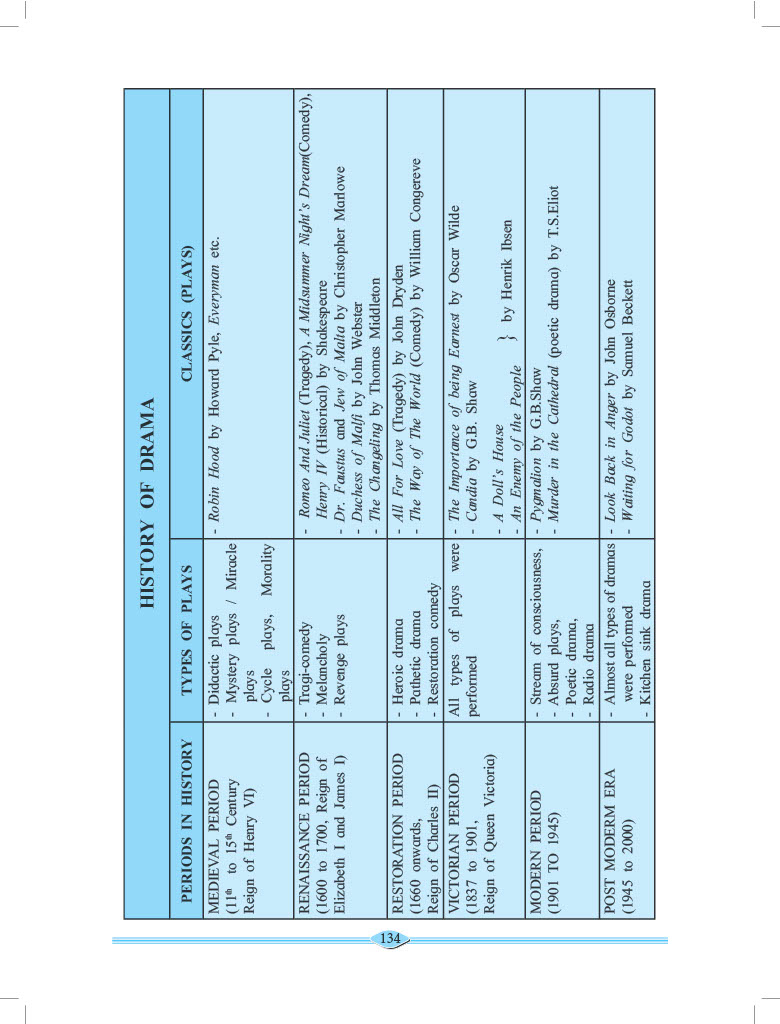 HISTORY OF DRAMA
PERIODS IN HISTORY
TYPES OF PLAYS
CLASSICS (PLAYS)
MEDIEVAL PERIOD
(11th to 15th Century
Reign of Henry VI)
- Didactic plays
- Mystery plays / Miracle
plays
- Cycle plays, Morality
plays
- Robin Hood by Howard Pyle, Everyman etc.
RENAISSANCE PERIOD
(1600 to 1700, Reign of
Elizabeth I and James I)
- Tragi-comedy
- Melancholy
- Revenge plays
- Romeo And Juliet (Tragedy), A Midsummer Night's Dream(Comedy),
Henry IV (Historical) by Shakespeare
- Dr. Faustus and Jew of Malta by Christopher Marlowe
- Duchess of Malfi by John Webster
- The Changeling by Thomas Middleton
RESTORATION PERIOD
(1660 onwards,
Reign of Charles II)
- Heroic drama
- Pathetic drama
- Restoration comedy
- All For Love (Tragedy) by John Dryden
- The Way of The World (Comedy) by William Congereve
VICTORIAN PERIOD
(1837 to 1901,
Reign of Queen Victoria)
All types of plays were
performed
- The Importance of being Earnest by Oscar Wilde
- Candia by G.B. Shaw
- A Doll's House
- An Enemy of the People } by Henrik Ibsen
MODERN PERIOD
(1901 TO 1945)
- Stream of consciousness,
- Absurd plays,
- Poetic drama,
- Radio drama
- Pygmalion by G.B.Shaw
- Murder in the Cathedral (poetic drama) by T.S.Eliot
POST MODERM ERA
(1945 to 2000)
- Almost all types of dramas
were performed
- Kitchen sink drama
- Look Back in Anger by John Osborne
- Waiting for Godot by Samuel Beckett
134